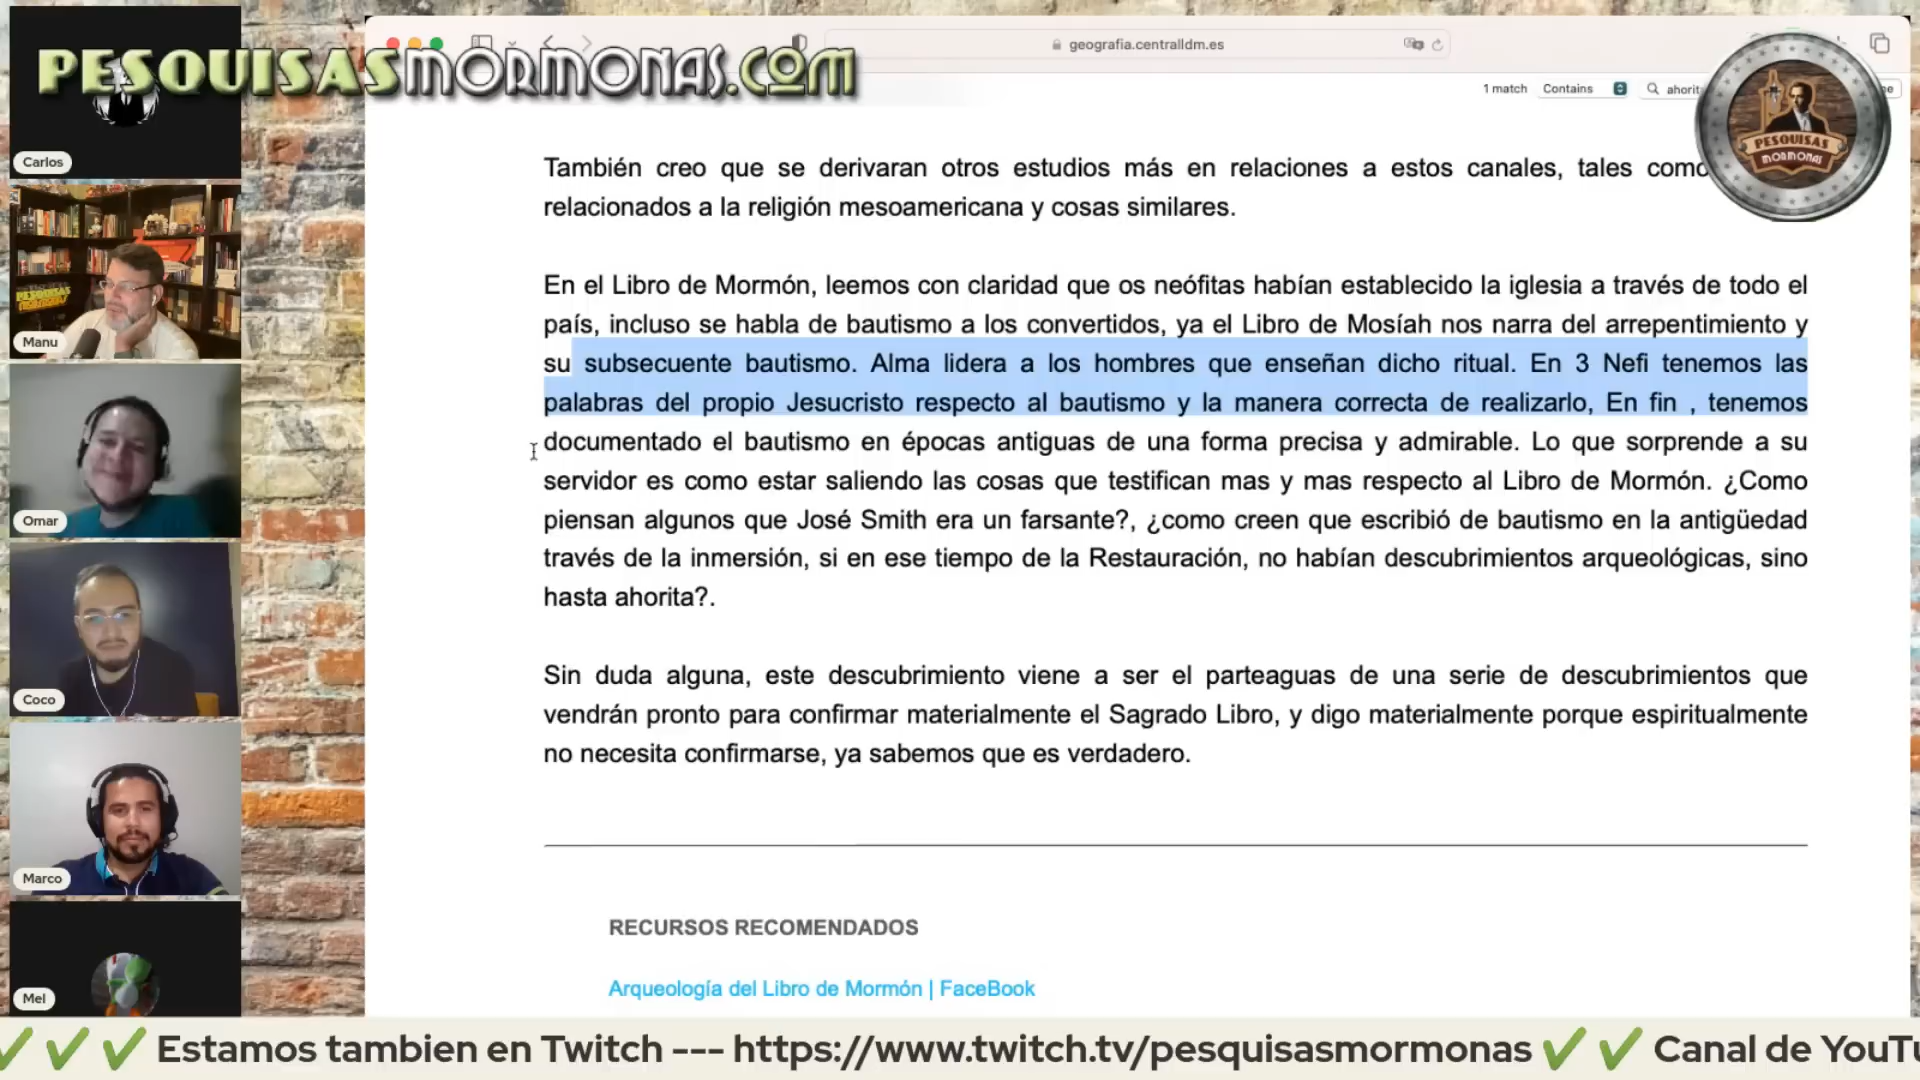 PESQUISASMORMONAS.COM
geografia.centralldm.es
1 match Contains ahorit
PESQUISAS
MORMONAS
Carlos
Manu
Omar
Coco
Marco
Mel
También creo que se derivaran otros estudios más en relaciones a estos canales, tales como
relacionados a la religión mesoamericana y cosas similares.
En el Libro de Mormón, leemos con claridad que os neófitas habían establecido la iglesia a través de todo el
país, incluso se habla de bautismo a los convertidos, ya el Libro de Mosíah nos narra del arrepentimiento y
su subsecuente bautismo. Alma lidera a los hombres que enseñan dicho ritual. En 3 Nefi tenemos las
palabras del propio Jesucristo respecto al bautismo y la manera correcta de realizarlo, En fin , tenemos
documentado el bautismo en épocas antiguas de una forma precisa y admirable. Lo que sorprende a su
servidor es como estar saliendo las cosas que testifican mas y mas respecto al Libro de Mormón. ¿Como
piensan algunos que José Smith era un farsante?, ¿como creen que escribió de bautismo en la antigüedad
través de la inmersión, si en ese tiempo de la Restauración, no habían descubrimientos arqueológicas, sino
hasta ahorita?.
Sin duda alguna, este descubrimiento viene a ser el parteaguas de una serie de descubrimientos que
vendrán pronto para confirmar materialmente el Sagrado Libro, y digo materialmente porque espiritualmente
no necesita confirmarse, ya sabemos que es verdadero.
RECURSOS RECOMENDADOS
Arqueología del Libro de Mormón | FaceBook
Estamos tambien en Twitch --- https://www.twitch.tv/pesquisasmormonas Canal de YouTu